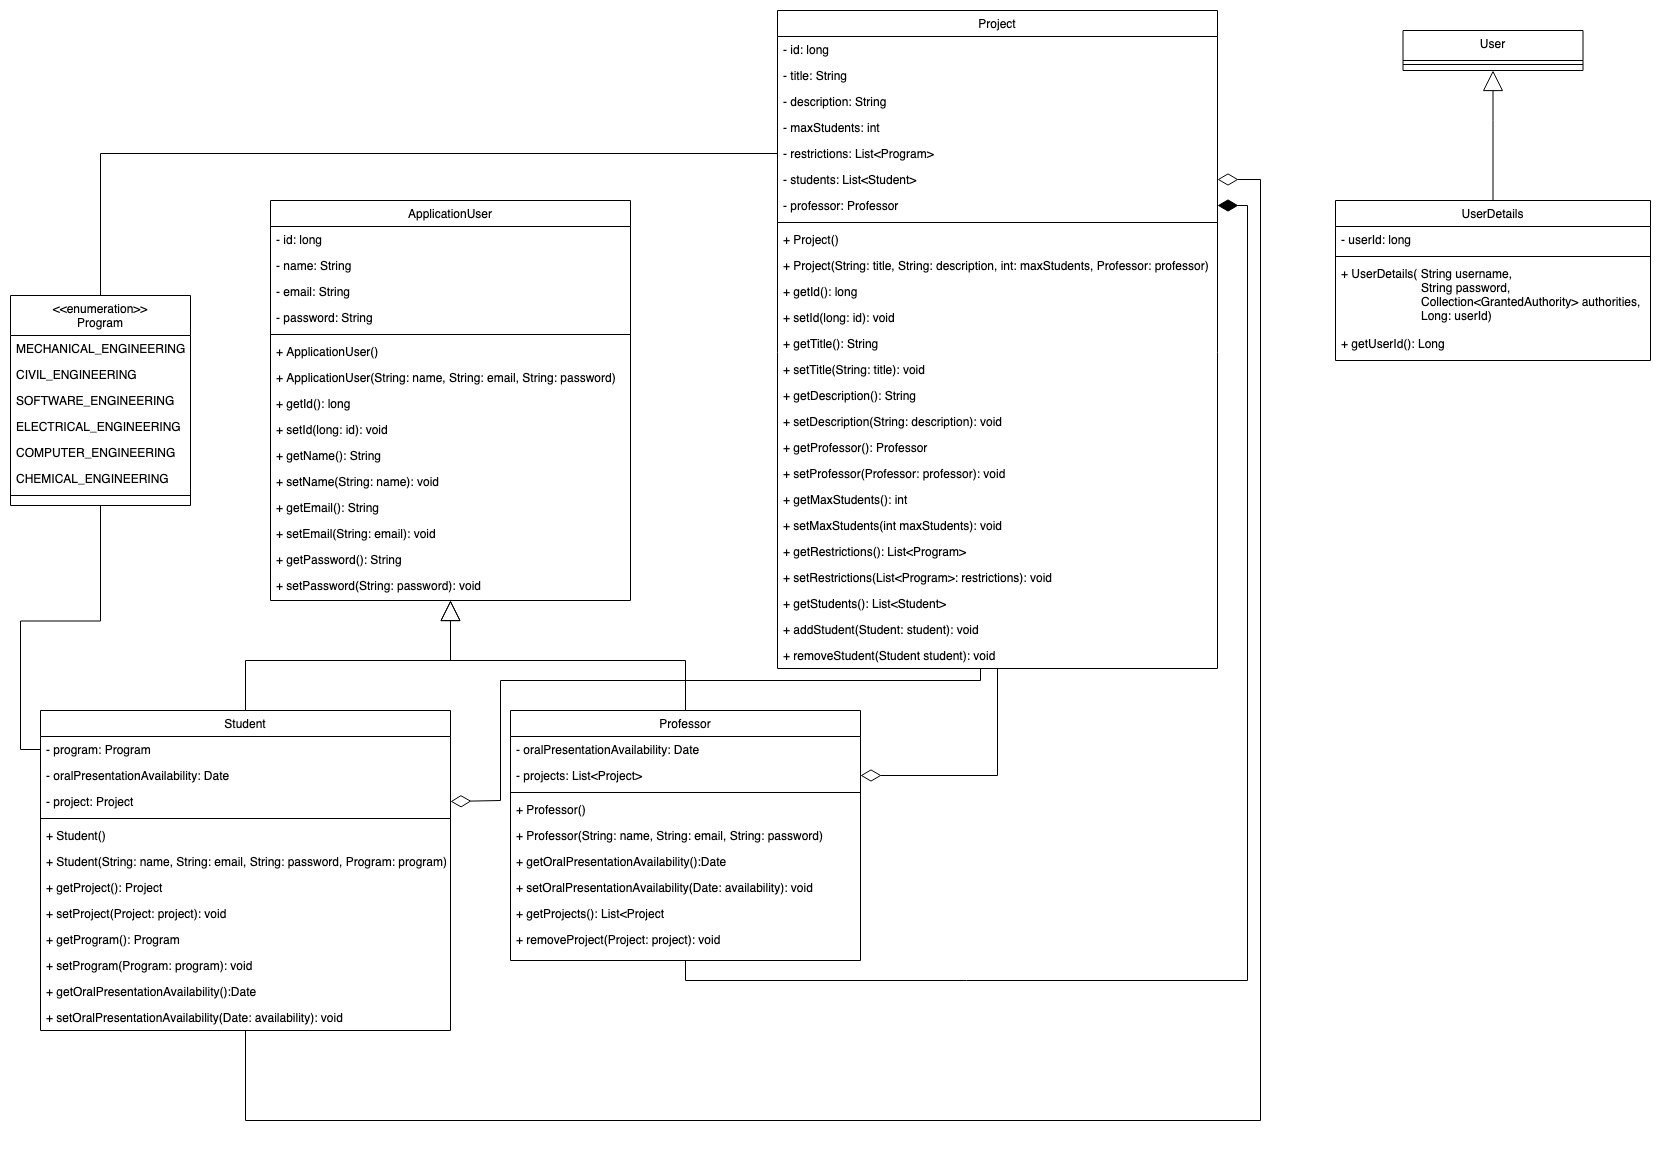 Project
- id: long
- title: String
- description: String
- maxStudents: int
- restrictions: List<Program>
- students: List<Student>
- professor: Professor
+ Project()
+ Project(String: title, String: description, int: maxStudents, Professor: professor)
+ getId(): long
+ setId(long: id): void
+ getTitle(): String
+ setTitle(String: title): void
+ getDescription(): String
+ setDescription(String: description): void
+ getProfessor(): Professor
+ setProfessor(Professor: professor): void
+ getMaxStudents(): int
+ setMaxStudents(int maxStudents): void
+ getRestrictions(): List<Program>
+ setRestrictions(List<Program>: restrictions): void
+ getStudents(): List<Student>
+ addStudent(Student: student): void
+ removeStudent(Student student): void
User
UserDetails
- userId: long
+ UserDetails( String username,
String password,
Collection<GrantedAuthority> authorities,
Long: userId)
+ getUserId(): Long
ApplicationUser
- id: long
- name: String
- email: String
- password: String
+ ApplicationUser()
+ ApplicationUser(String: name, String: email, String: password)
+ getId(): long
+ setId(long: id): void
+ getName(): String
+ setName(String: name): void
+ getEmail(): String
+ setEmail(String: email): void
+ getPassword(): String
+ setPassword(String: password): void
<<enumeration>>
Program
MECHANICAL_ENGINEERING
CIVIL_ENGINEERING
SOFTWARE_ENGINEERING
ELECTRICAL_ENGINEERING
COMPUTER_ENGINEERING
CHEMICAL_ENGINEERING
Student
- program: Program
- oralPresentationAvailability: Date
- project: Project
+ Student()
+ Student(String: name, String: email, String: password, Program: program)
+ getProject(): Project
+ setProject(Project: project): void
+ getProgram(): Program
+ setProgram(Program: program): void
+ getOralPresentationAvailability():Date
+ setOralPresentationAvailability(Date: availability): void
Professor
- oralPresentationAvailability: Date
- projects: List<Project>
+ Professor()
+ Professor(String: name, String: email, String: password)
+ getOralPresentationAvailability():Date
+ setOralPresentationAvailability(Date: availability): void
+ getProjects(): List<Project
+ removeProject(Project: project): void